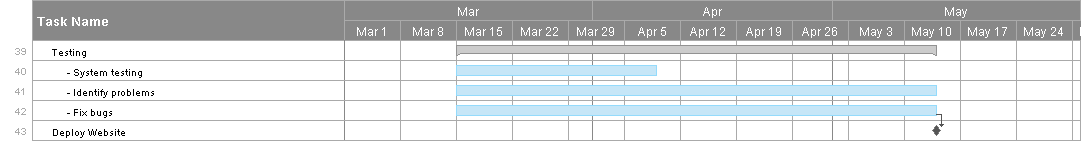 Task Name
Mar Apr May
Mar 1 Mar 8 Mar 15 Mar 22 Mar 29 Apr 5 Apr 12 Apr 19 Apr 26 May 3 May 10 May 17 May 24
39 Testing
40 - System testing
41 - Identify problems
42 - Fix bugs
43 Deploy Website